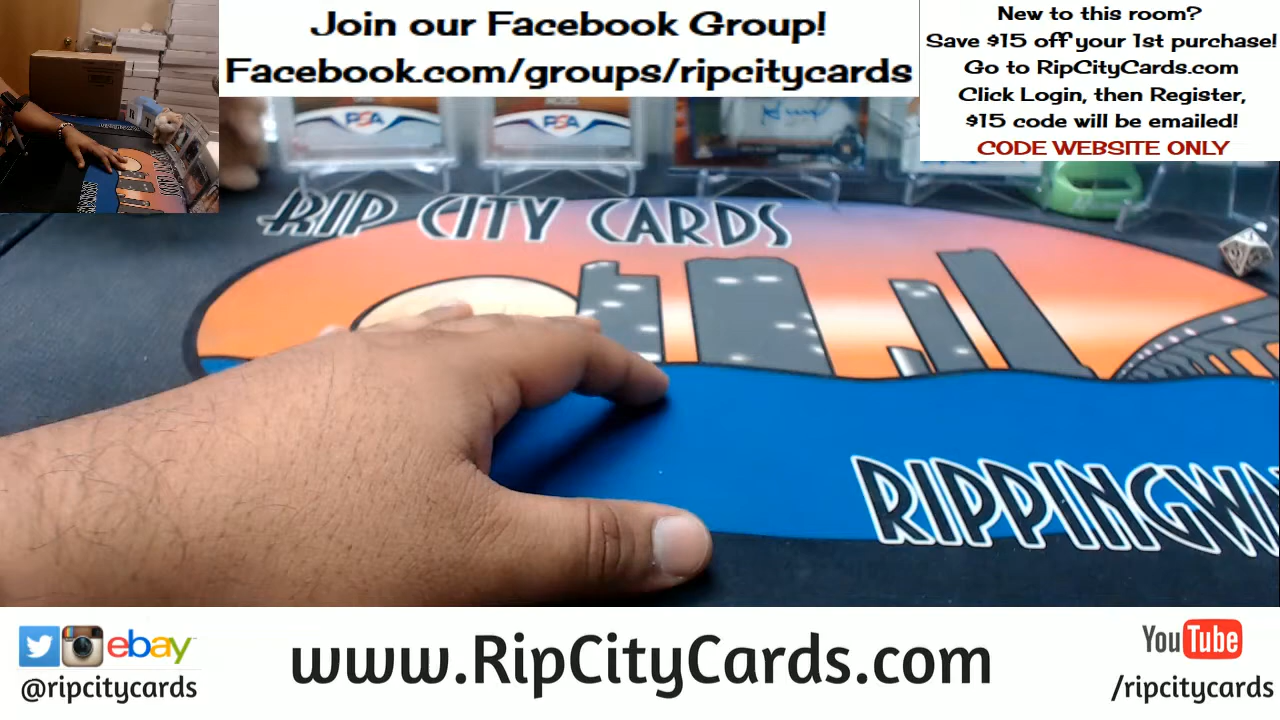 Join our Facebook Group!
Facebook.com/groups/ripcitycards
New to this room?
Save $15 off your 1st purchase!
Go to RipCityCards.com
Click Login, then Register,
$15 code will be emailed!
CODE WEBSITE ONLY
PSA
PSA
RIP CITY CARDS
RIPPINGWA
ebay
@ripcitycards
www.RipCityCards.com
YouTube
/ripcitycards